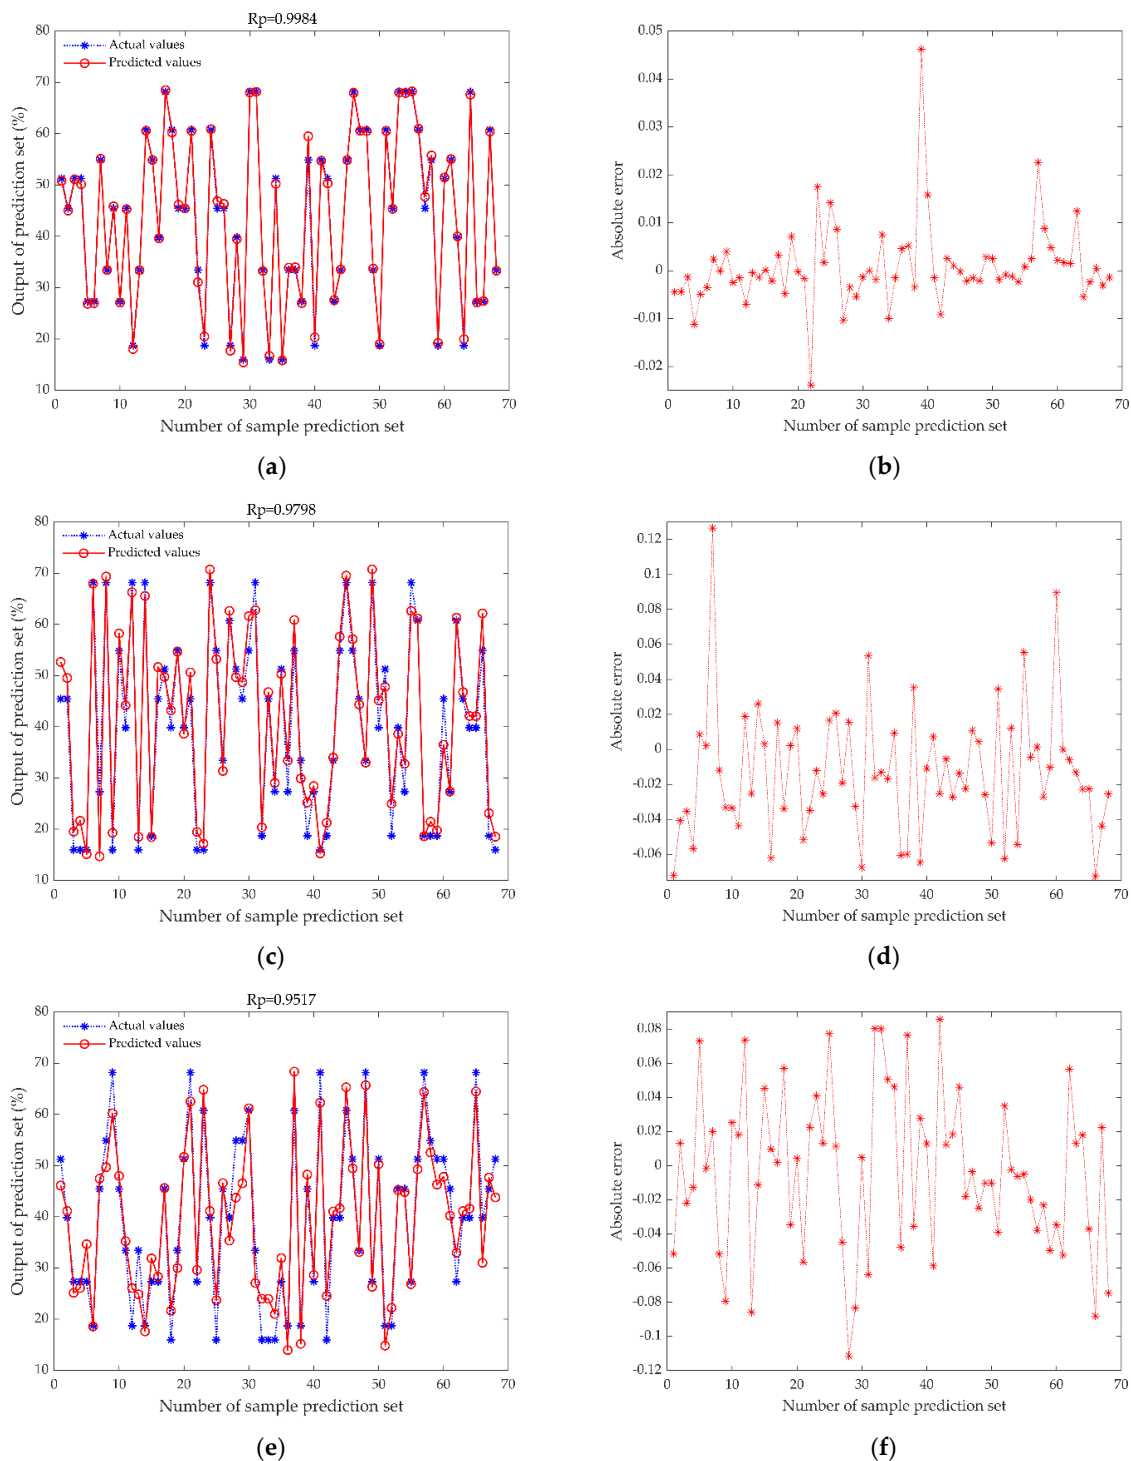 Rp=0.9984
Actual values
Predicted values
Output of prediction set (%)
80
70
60
50
40
30
20
10
0 10 20 30 40 50 60 70
Number of sample prediction set
(a)
Absolute error
0.05
0.04
0.03
0.02
0.01
0
-0.01
-0.02
0 10 20 30 40 50 60 70
Number of sample prediction set
(b)
Rp=0.9798
Actual values
Predicted values
Output of prediction set (%)
80
70
60
50
40
30
20
10
0 10 20 30 40 50 60 70
Number of sample prediction set
(c)
Absolute error
0.12
0.1
0.08
0.06
0.04
0.02
0
-0.02
-0.04
-0.06
0 10 20 30 40 50 60 70
Number of sample prediction set
(d)
Rp=0.9517
Actual values
Predicted values
Output of prediction set (%)
80
70
60
50
40
30
20
10
0 10 20 30 40 50 60 70
Number of sample prediction set
(e)
Absolute error
0.08
0.06
0.04
0.02
0
-0.02
-0.04
-0.06
-0.08
-0.1
-0.12
0 10 20 30 40 50 60 70
Number of sample prediction set
(f)